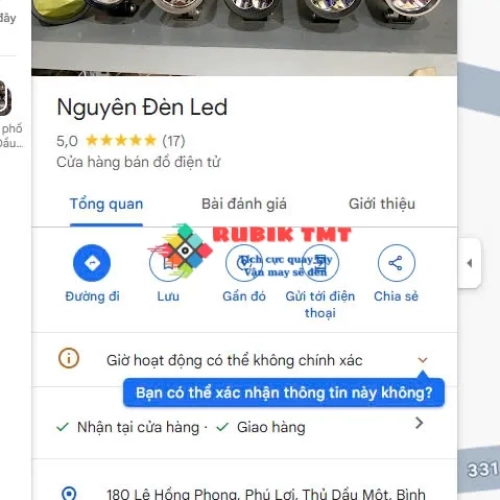 đây
phố
Nguyên Đèn Led
5,0 (17)
Cửa hàng bán đồ điện tử
Tổng quan Bài đánh giá Giới thiệu
RUBIK TMT
Tích cực quay tay
Vận may sẽ đến
Đường đi Lưu Gần đó Gửi tới điện thoại Chia sẻ
Giờ hoạt động có thể không chính xác
Bạn có thể xác nhận thông tin này không?
Nhận tại cửa hàng · Giao hàng
180 Lê Hồng Phong, Phú Lợi, Thủ Dầu Một, Bình
331